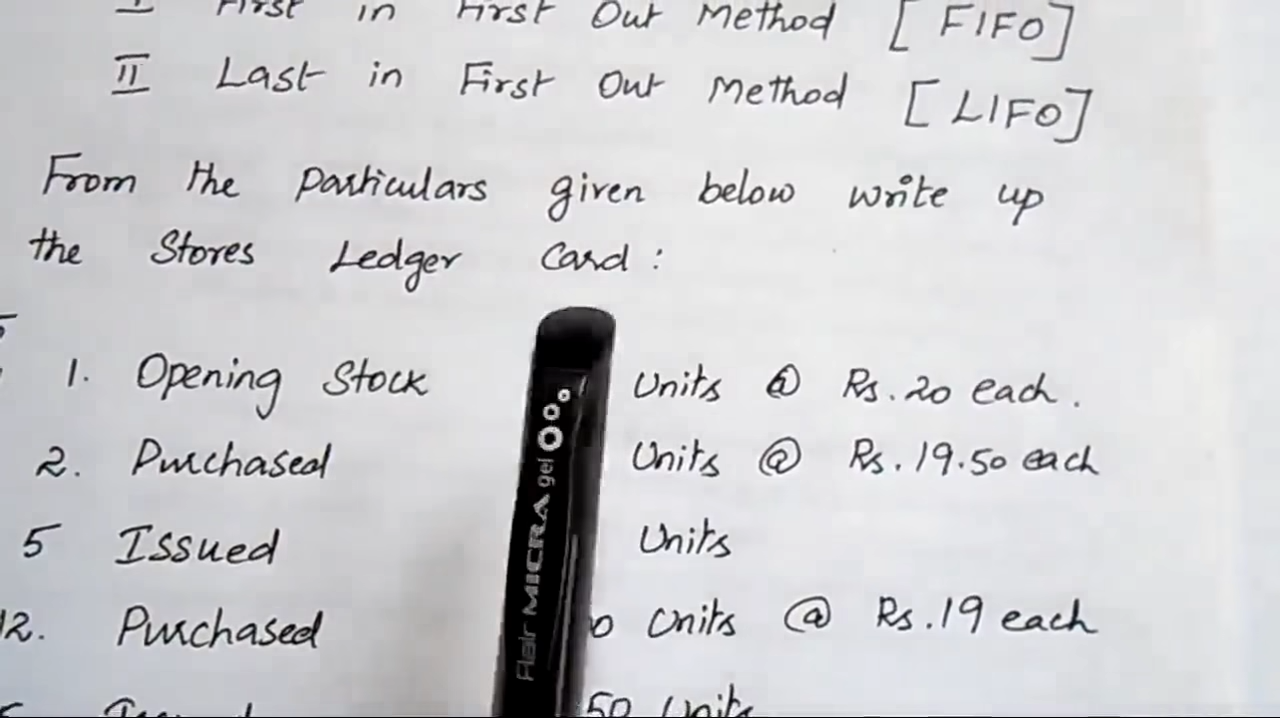 I First in First Out Method [FIFO]
II Last in First Out Method [LIFO]
From the particulars given below write up
the Stores Ledger Card :
1. Opening Stock Units @ Rs.20 each.
2. Purchased Units @ Rs.19.50 each
5 Issued Units
12. Purchased 0 Units @ Rs.19 each
Issued 50 Units
Flair MICRA gel